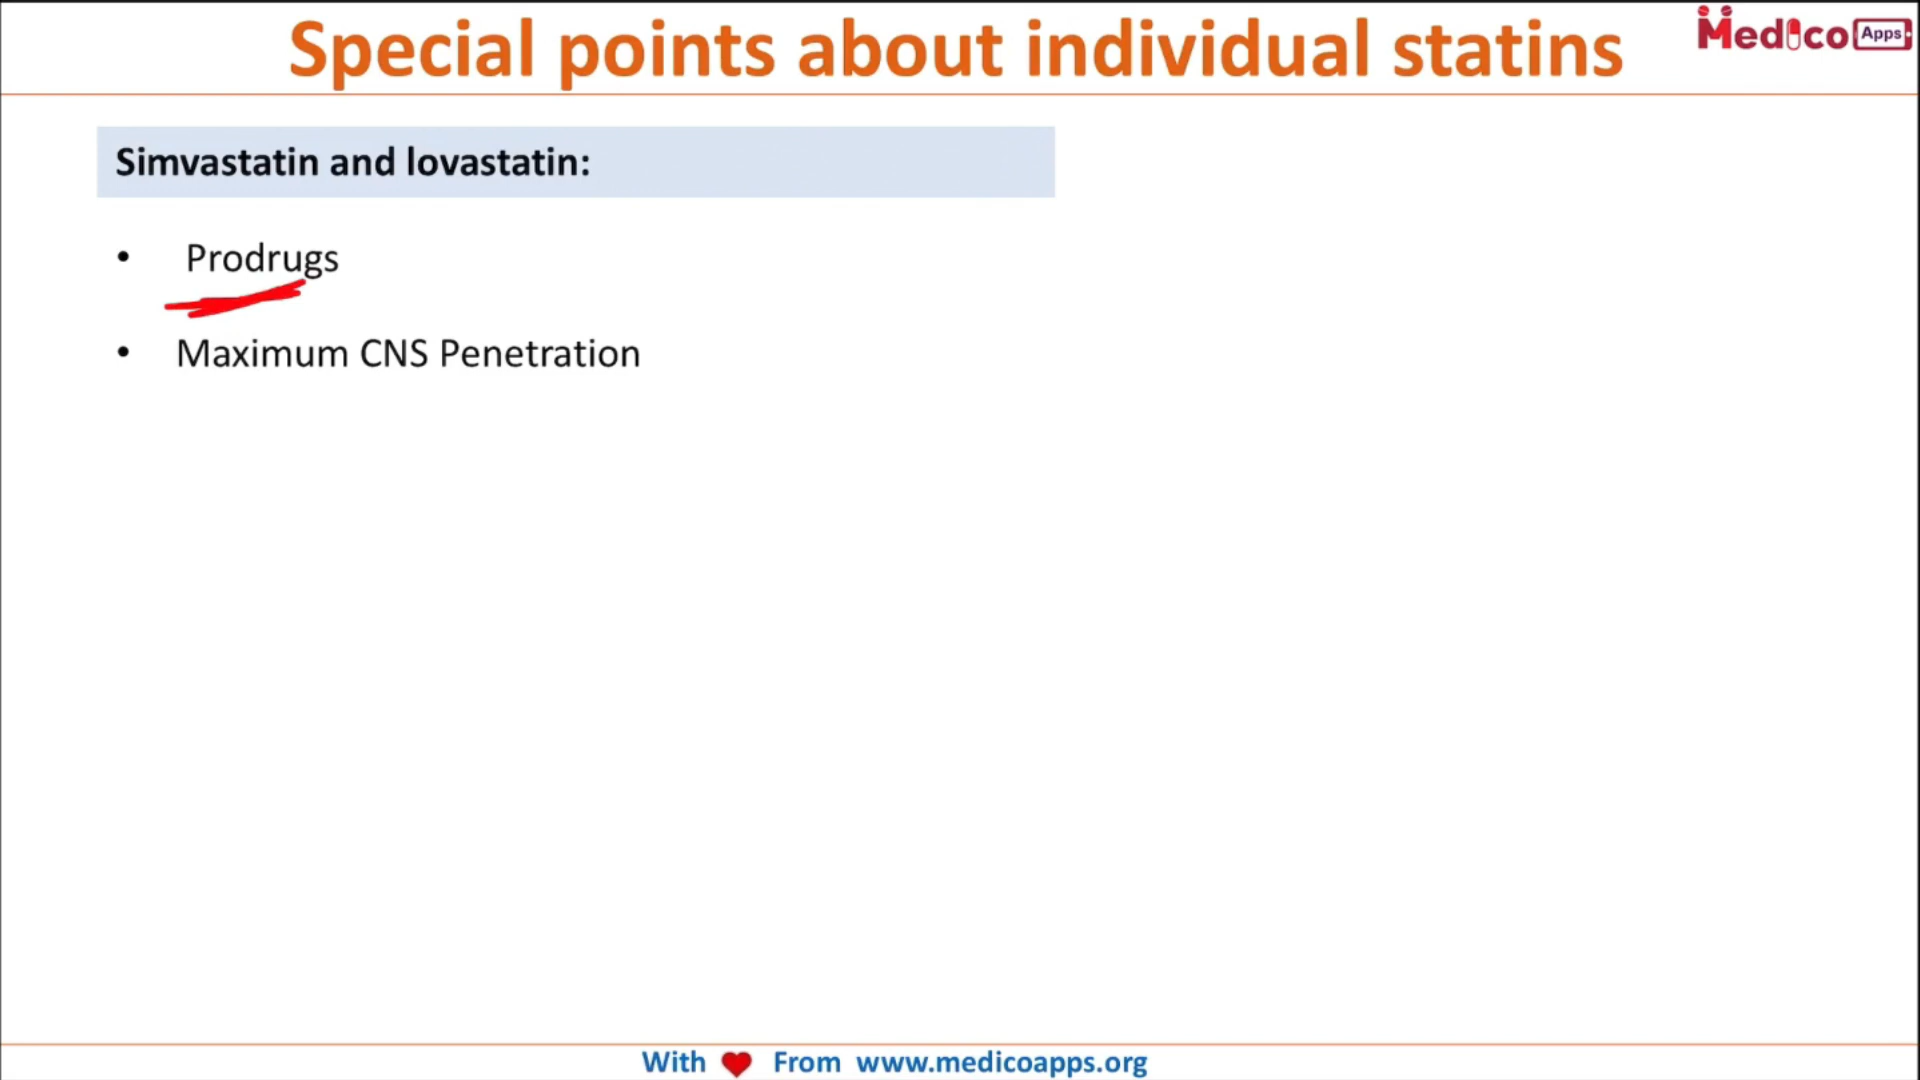 Special points about individual statins
Medico Apps
Simvastatin and lovastatin:
• Prodrugs
• Maximum CNS Penetration
With ❤ From www.medicoapps.org